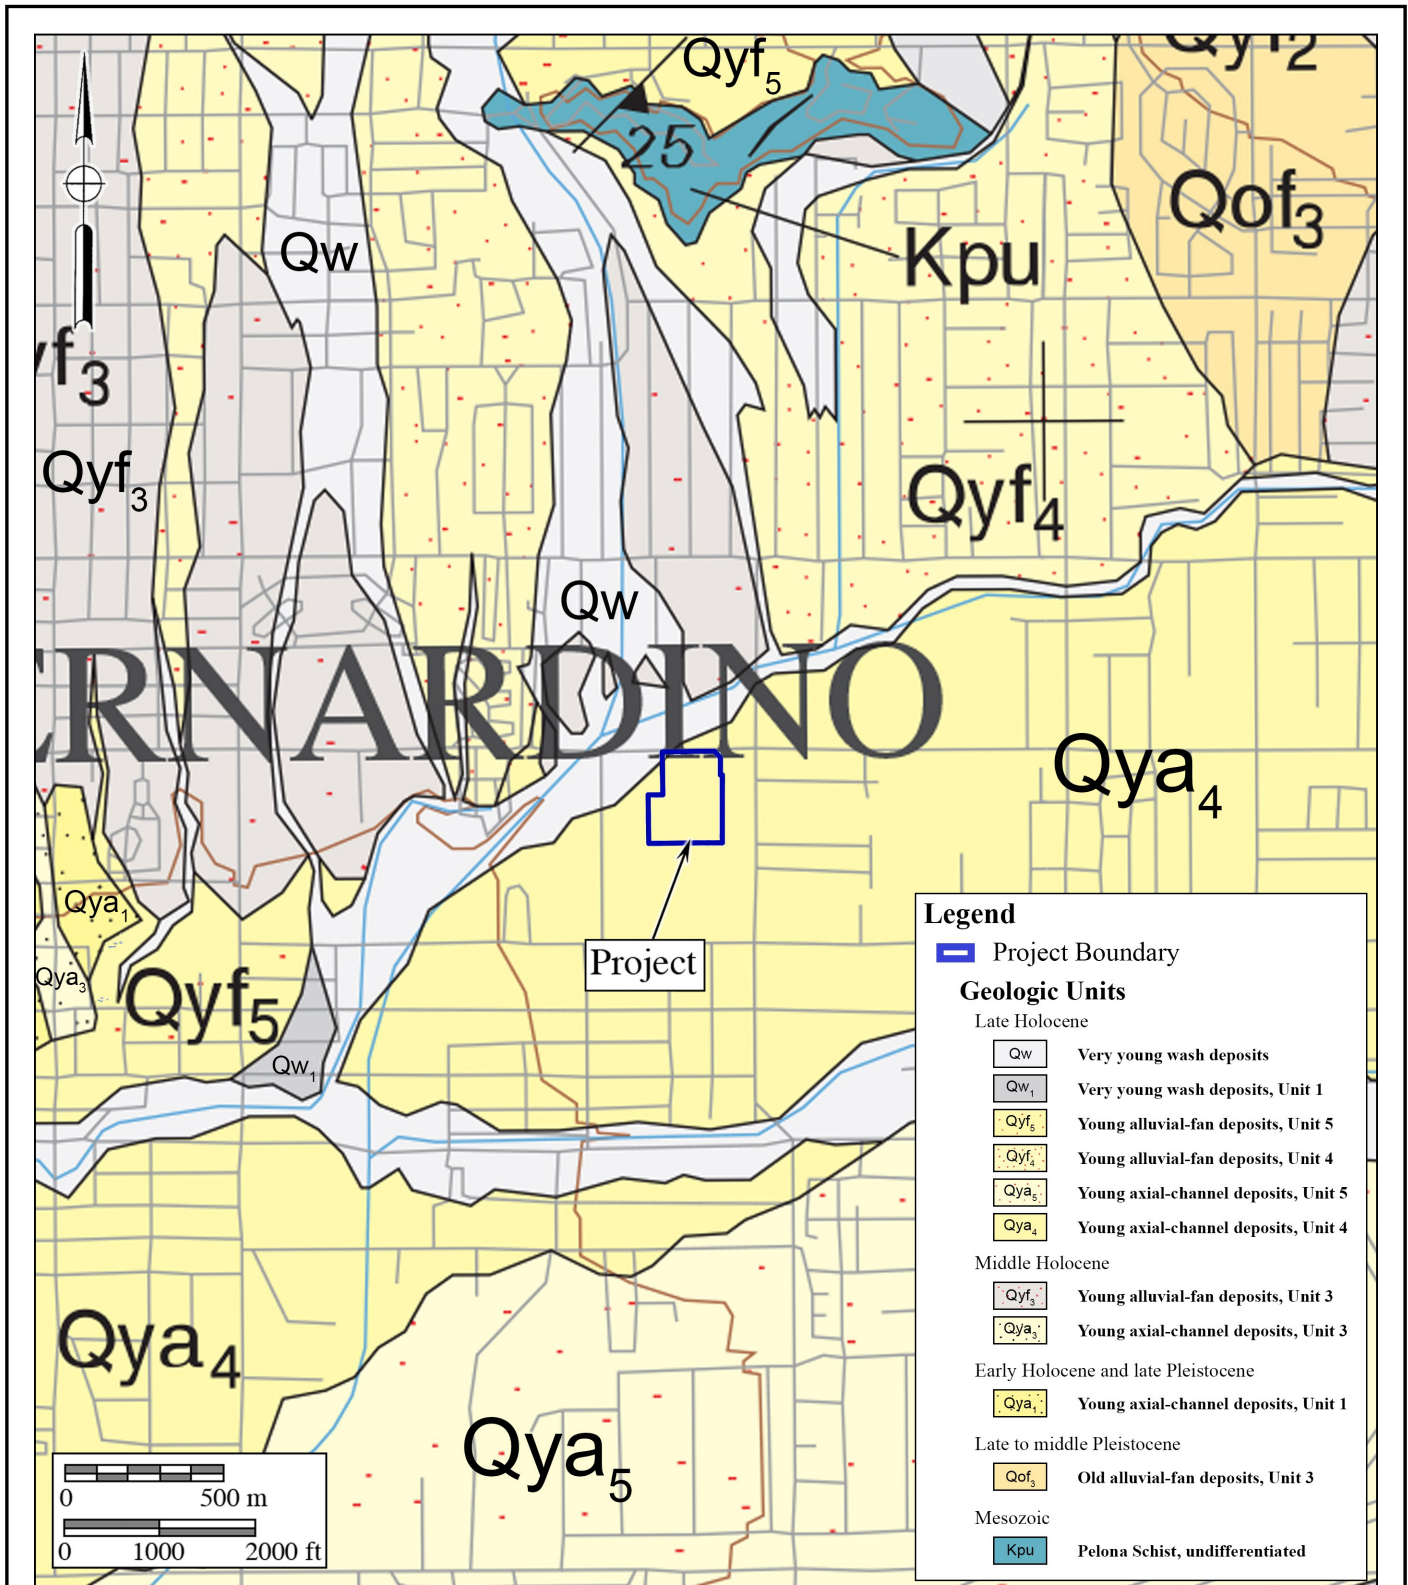 Qyf5
Qyf2
25
Qof3
Qw
Kpu
yf3
Qyf3
Qyf4
Qw
ERNARDINO
Qya4
Qya1
Qya3
Qyf5
Qw1
Project
Qya4
Qya5
0 500 m
0 1000 2000 ft
Legend
Project Boundary
Geologic Units
Late Holocene
Qw Very young wash deposits
Qw1 Very young wash deposits, Unit 1
Qyf5 Young alluvial-fan deposits, Unit 5
Qyf4 Young alluvial-fan deposits, Unit 4
Qya5 Young axial-channel deposits, Unit 5
Qya4 Young axial-channel deposits, Unit 4
Middle Holocene
Qyf3 Young alluvial-fan deposits, Unit 3
Qya3 Young axial-channel deposits, Unit 3
Early Holocene and late Pleistocene
Qya1 Young axial-channel deposits, Unit 1
Late to middle Pleistocene
Qof3 Old alluvial-fan deposits, Unit 3
Mesozoic
Kpu Pelona Schist, undifferentiated